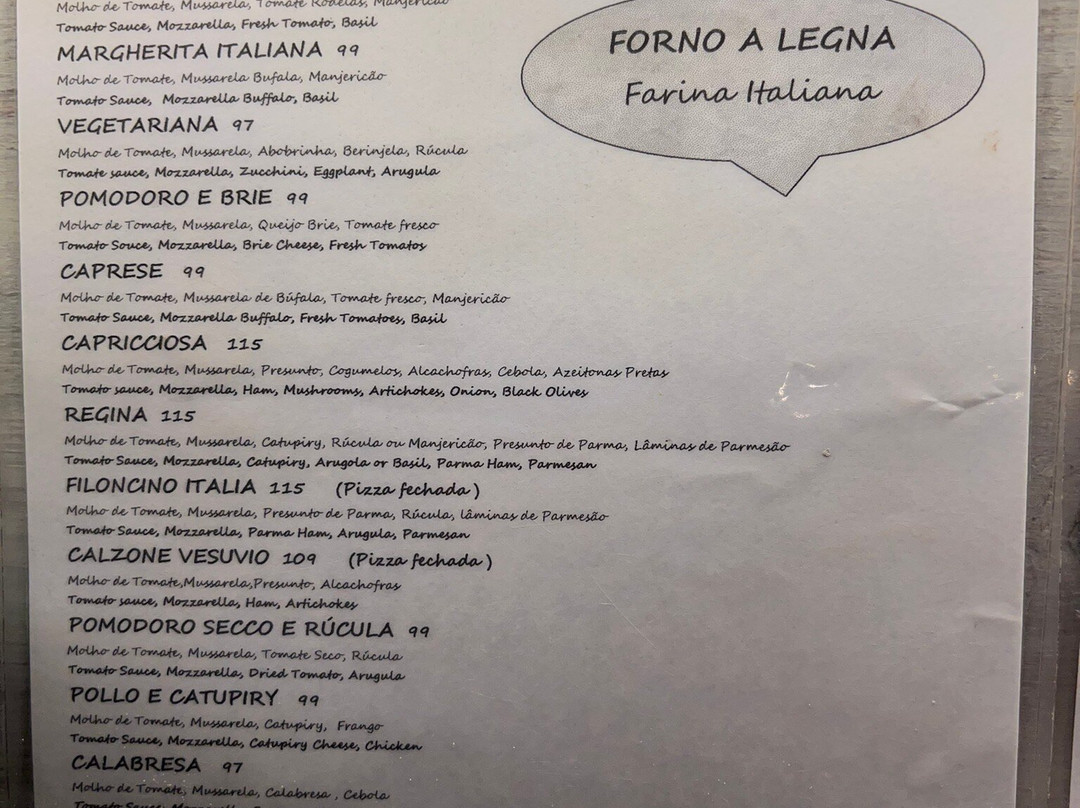 Molho de Tomate, Mussarela, Tomate Rodelas, Manjericão
Tomato Sauce, Mozzarella, Fresh Tomato, Basil
MARGHERITA ITALIANA 99
Molho de Tomate, Mussarela Bufala, Manjericão
Tomato Sauce, Mozzarella Buffalo, Basil
VEGETARIANA 97
Molho de Tomate, Mussarela, Abobrinha, Berinjela, Rúcula
Tomate sauce, Mozzarella, Zucchini, Eggplant, Arugula
POMODORO E BRIE 99
Molho de Tomate, Mussarela, Queijo Brie, Tomate fresco
Tomato Souce, Mozzarella, Brie Cheese, Fresh Tomatos
CAPRESE 99
Molho de Tomate, Mussarela de Búfala, Tomate fresco, Manjericão
Tomato Sauce, Mozzarella Buffalo, Fresh Tomatoes, Basil
CAPRICCIOSA 115
Molho de Tomate, Mussarela, Presunto, Cogumelos, Alcachofras, Cebola, Azeitonas Pretas
Tomato sauce, Mozzarella, Ham, Mushrooms, Artichokes, Onion, Black Olives
REGINA 115
Molho de Tomate, Mussarela, Catupiry, Rúcula ou Manjericão, Presunto de Parma, Lâminas de Parmesão
Tomato Sauce, Mozzarella, Catupiry, Arugola or Basil, Parma Ham, Parmesan
FILONCINO ITALIA 115 (Pizza fechada)
Molho de Tomate, Mussarela, Presunto de Parma, Rúcula, lâminas de Parmesão
Tomato Sauce, Mozzarella, Parma Ham, Arugula, Parmesan
CALZONE VESUVIO 109 (Pizza fechada)
Molho de Tomate,Mussarela,Presunto, Alcachofras
Tomato sauce, Mozzarella, Ham, Artichokes
POMODORO SECCO E RÚCULA 99
Molho de Tomate, Mussarela, Tomate Seco, Rúcula
Tomato Sauce, Mozzarella, Dried Tomato, Arugula
POLLO E CATUPIRY 99
Molho de Tomate, Mussarela, Catupiry, Frango
Tomato Sauce, Mozzarella, Catupiry Cheese, Chicken
CALABRESA 97
Molho de Tomate, Mussarela, Calabresa , Cebola
FORNO A LEGNA
Farina Italiana